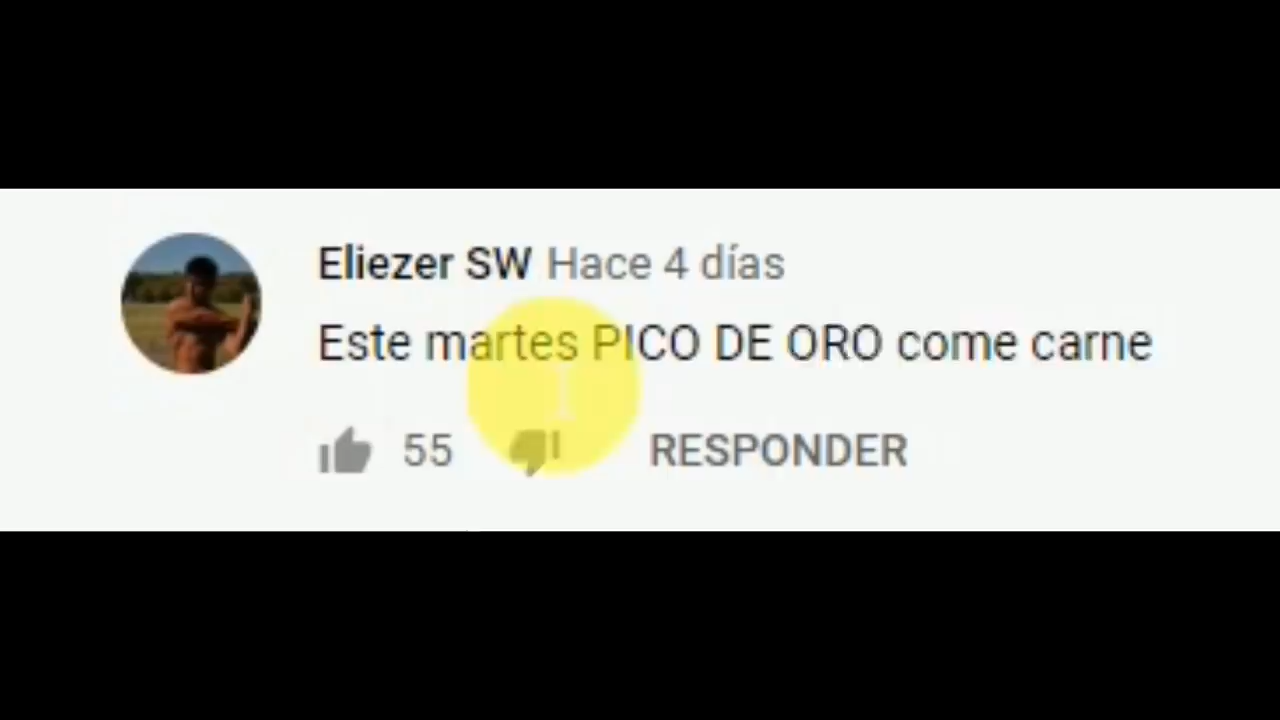 Eliezer SW Hace 4 días
Este martes PICO DE ORO come carne
55 RESPONDER